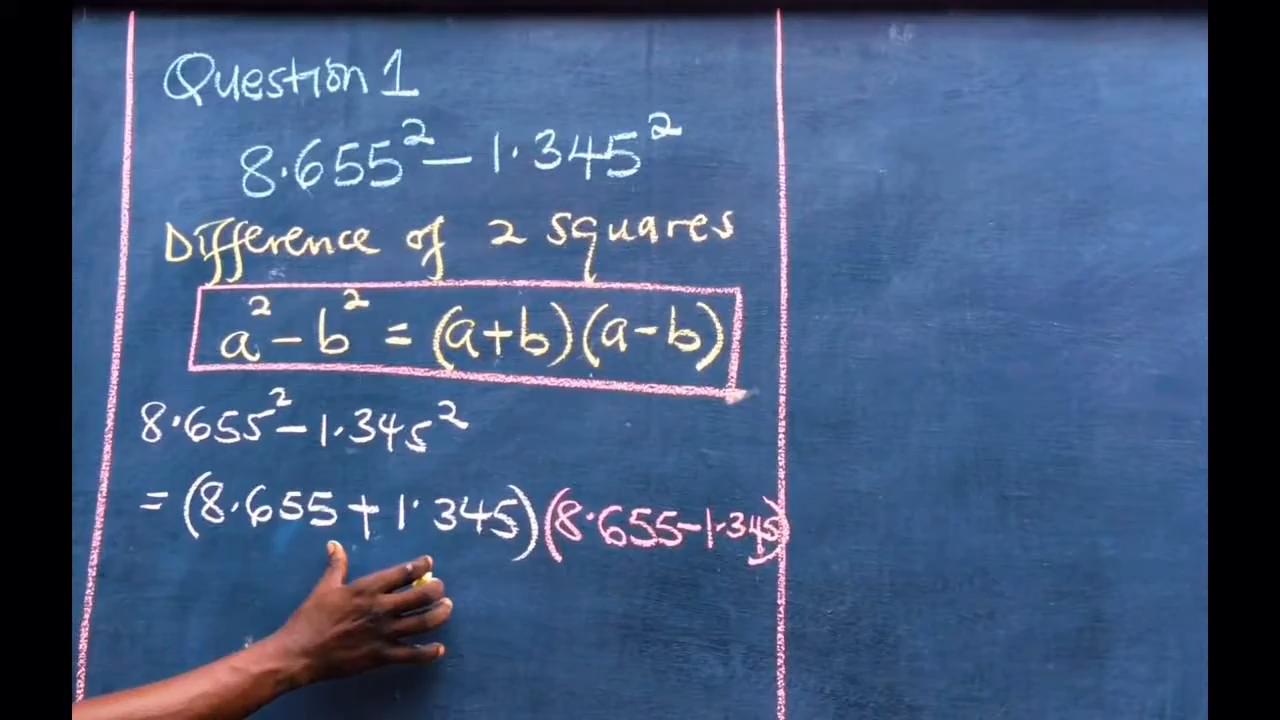 Question 1
8.655² - 1.345²
Difference of 2 squares
a² - b² = (a+b)(a-b)
8.655² - 1.345²
= (8.655 + 1.345)(8.655 - 1.345)